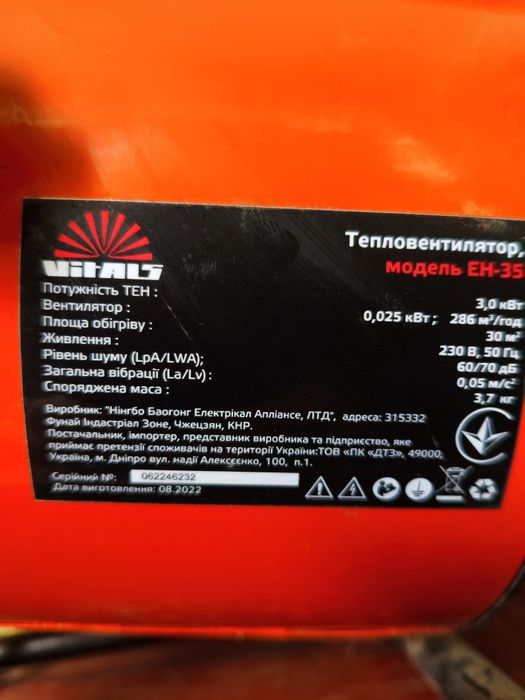 VITALS
Тепловентилятор,
модель EH-35
Потужність ТЕН : 3,0 кВт
Вентилятор : 0,025 кВт ; 286 м³/год
Площа обігріву : 30 м²
Живлення : 230 В, 50 Гц
Рівень шуму (LpA/LWA); 60/70 дБ
Загальна вібрації (La/Lv) : 0,05 м/с²
Споряджена маса : 3,7 кг
Виробник: "Нінгбо Баогонг Електрікал Апплiансе, ЛТД", адреса: 315332
Фунай Індастріал Зоне, Чжецзян, КНР.
Постачальник, імпортер, представник виробника та підприємство, яке
приймає претензії споживачів на території України:ТОВ «ПК «ДТЗ», 49000,
Україна, м. Дніпро вул. надії Алексєєнко, 100, п.1.
Серійний №: 062246232
Дата виготовлення : 08.2022